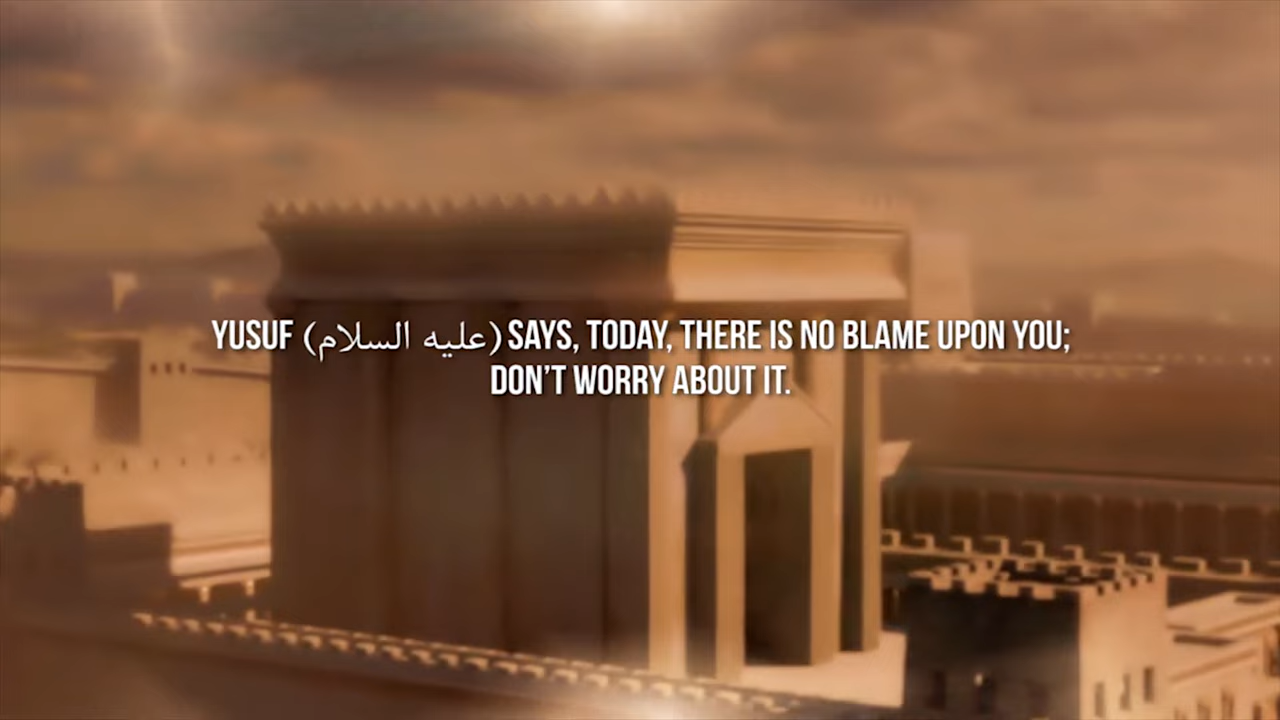 YUSUF (عليه السلام) SAYS, TODAY, THERE IS NO BLAME UPON YOU;
DON'T WORRY ABOUT IT.